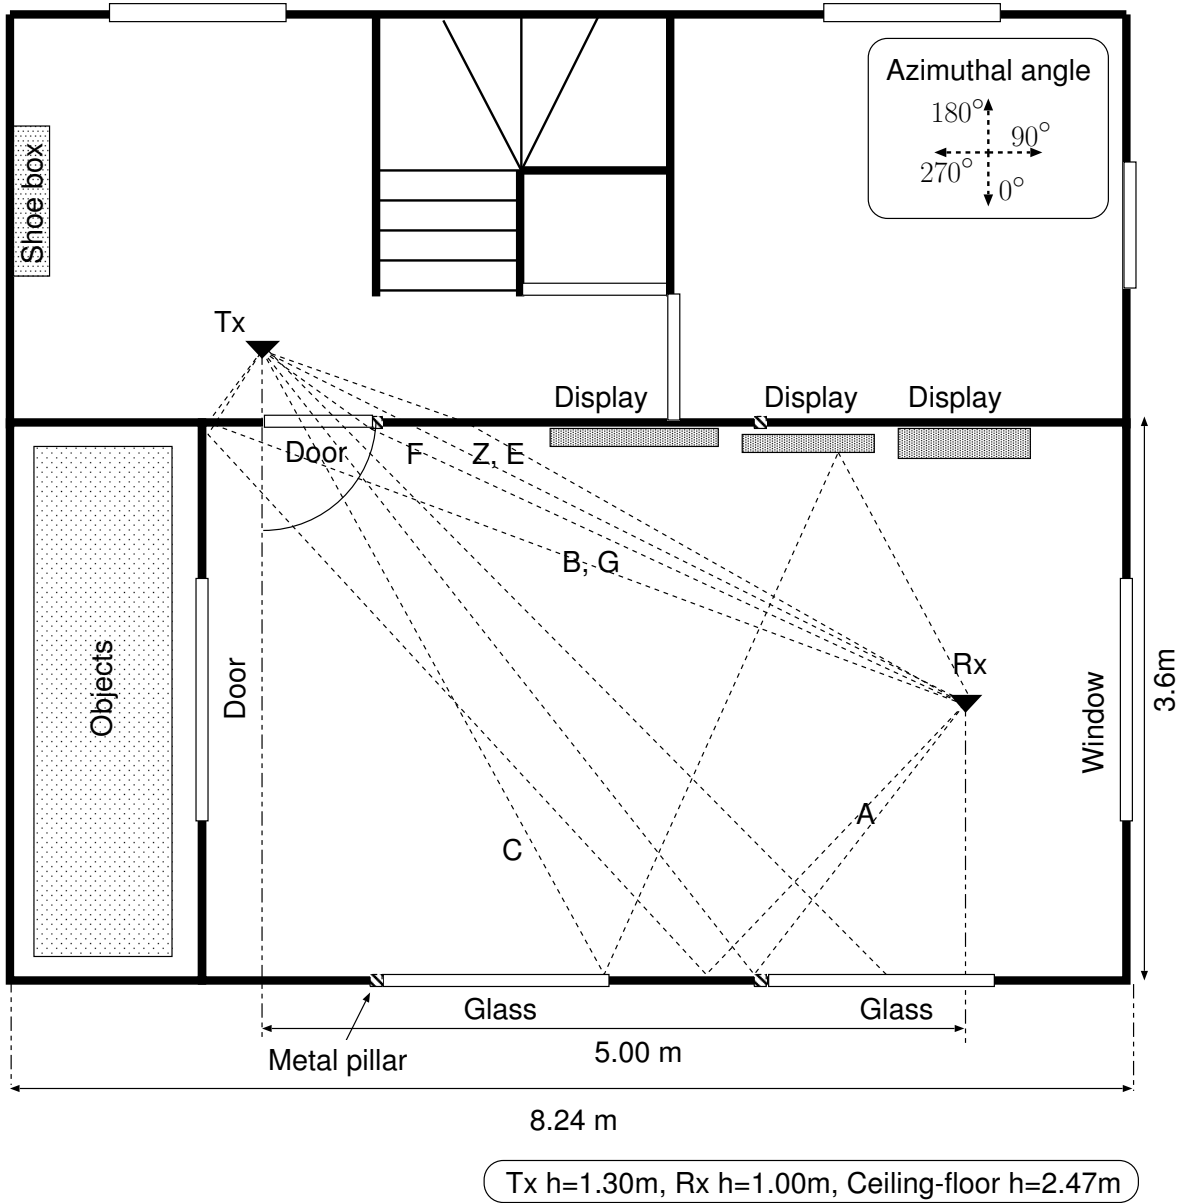 Azimuthal angle
180°
90°
270°
0°
Shoe box
Tx
Display
Display
Display
Door
F
Z, E
B, G
Objects
Door
Rx
Window
3.6m
A
C
Glass
Glass
Metal pillar
5.00 m
8.24 m
Tx h=1.30m, Rx h=1.00m, Ceiling-floor h=2.47m